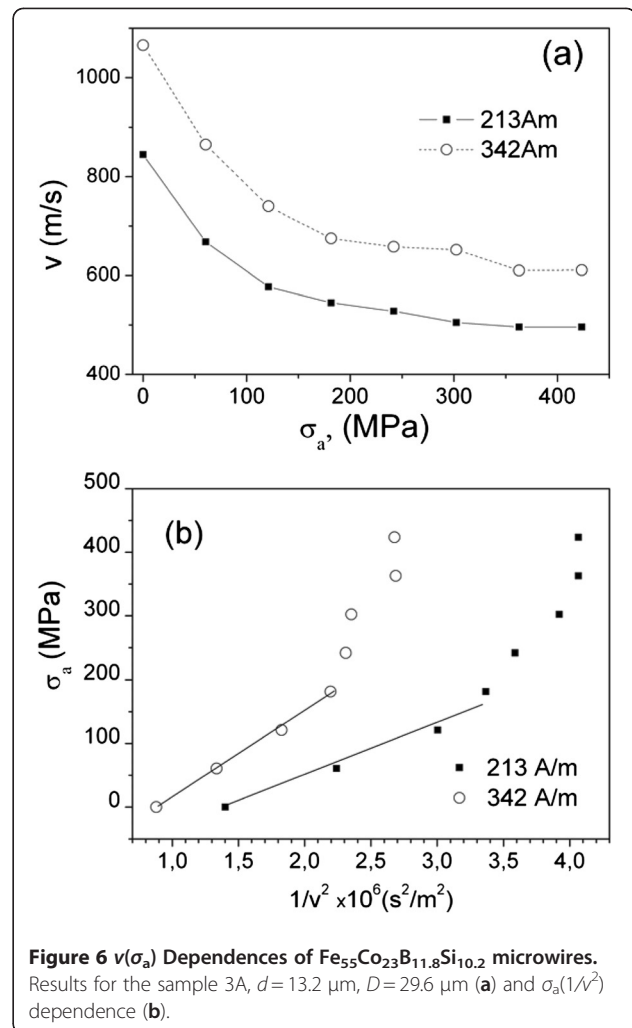 (a)
213Am
342Am
1000
800
600
400
v (m/s)
0 100 200 300 400
σₐ, (MPa)
(b)
500
400
300
200
100
0
σₐ (MPa)
213 A/m
342 A/m
1,0 1,5 2,0 2,5 3,0 3,5 4,0
1/v² ×10⁶(s²/m²)
Figure 6 v(σₐ) Dependences of Fe₅₅Co₂₃B₁₁.₈Si₁₀.₂ microwires.
Results for the sample 3A, d = 13.2 μm, D = 29.6 μm (a) and σₐ(1/v²)
dependence (b).